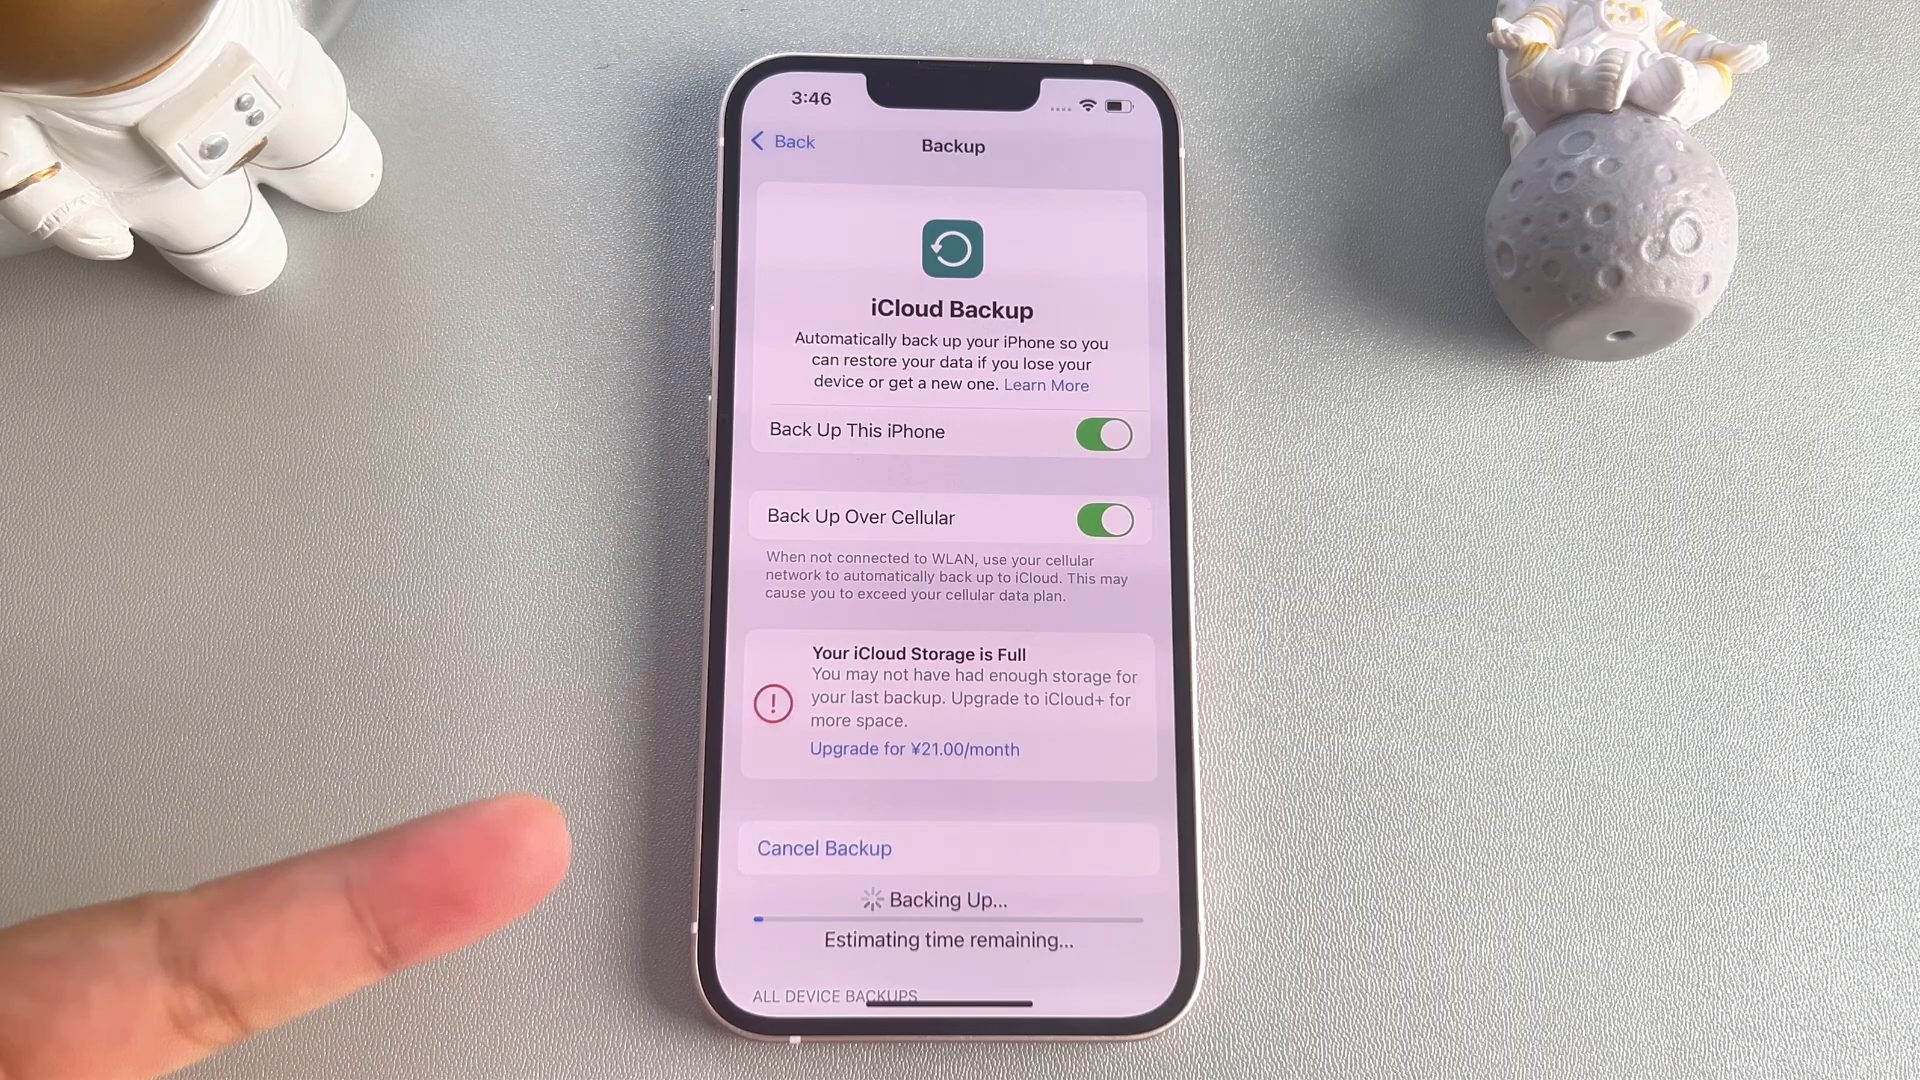 3:46
Back
Backup
iCloud Backup
Automatically back up your iPhone so you
can restore your data if you lose your
device or get a new one. Learn More
Back Up This iPhone
Back Up Over Cellular
When not connected to WLAN, use your cellular
network to automatically back up to iCloud. This may
cause you to exceed your cellular data plan.
Your iCloud Storage is Full
You may not have had enough storage for
your last backup. Upgrade to iCloud+ for
more space.
Upgrade for ¥21.00/month
Cancel Backup
Backing Up...
Estimating time remaining...
ALL DEVICE BACKUPS